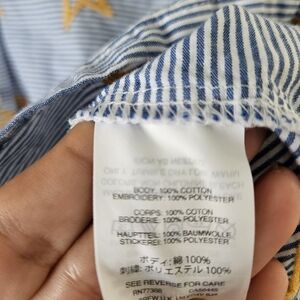 BODY: 100% COTTON
EMBROIDERY: 100% POLYESTER
CORPS: 100% COTON
BRODERIE: 100% POLYESTER
HAUPTTEIL: 100% BAUMWOLLE
STICKEREI: 100% POLYESTER
ボディ: 綿 100%
刺繍: ポリエステル 100%
SEE REVERSE FOR CARE
RN77388